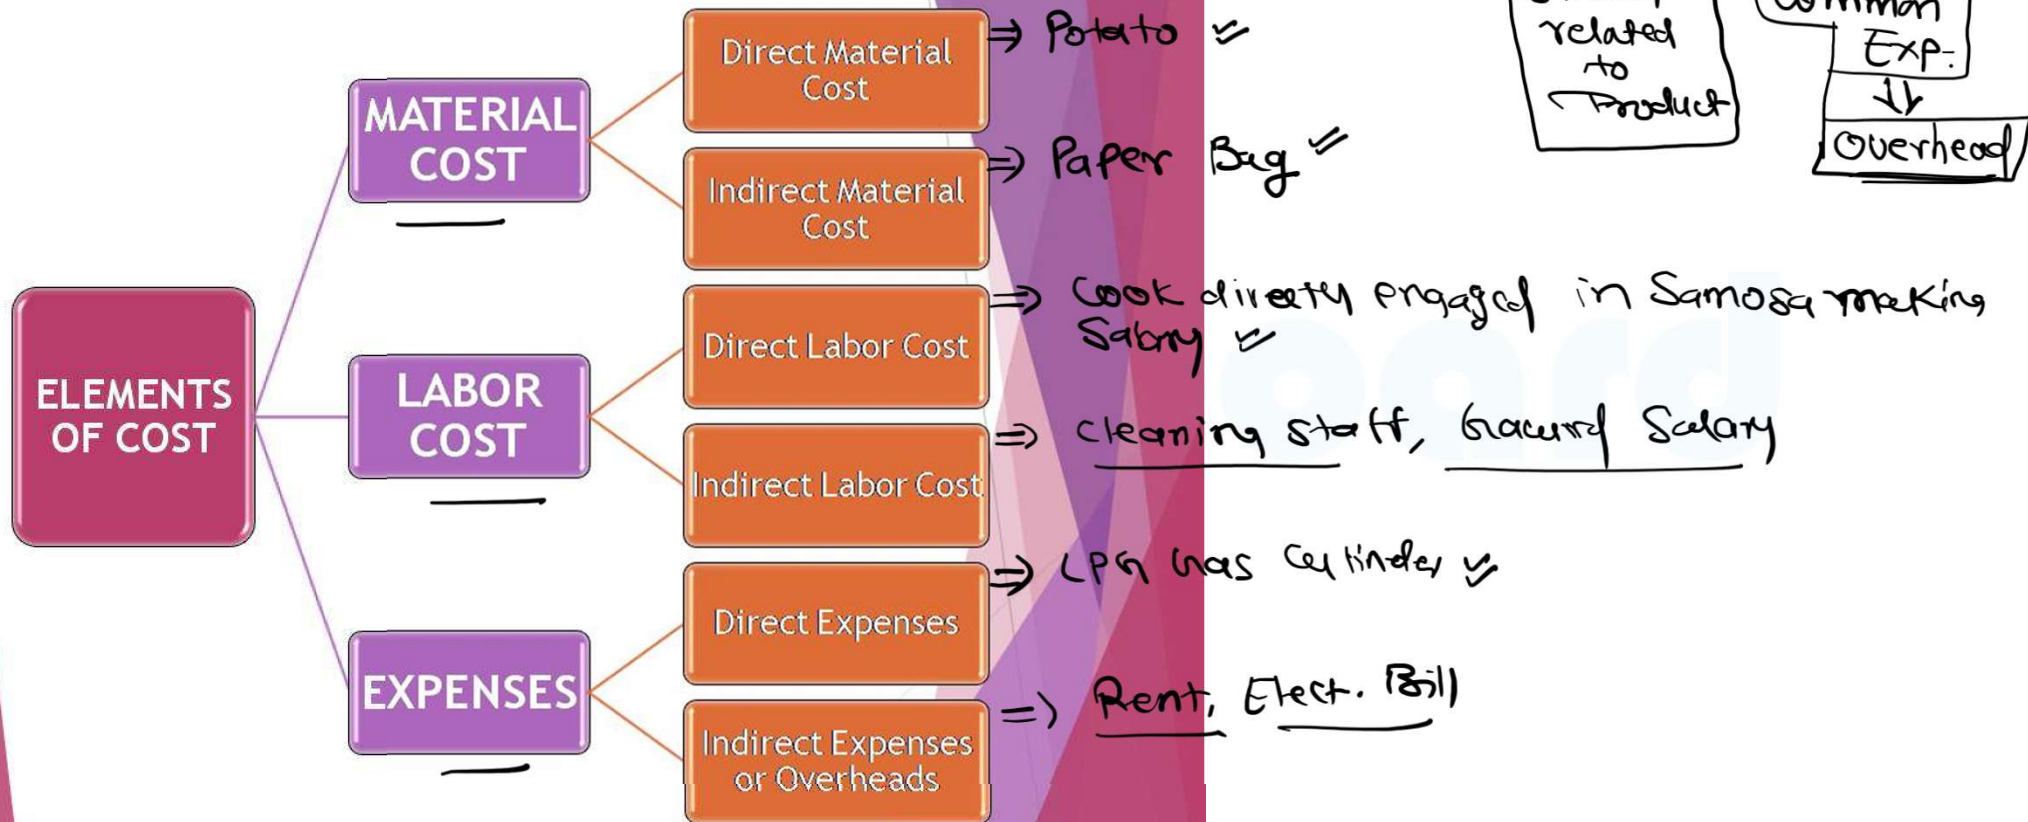 Direct Material
Cost
⇒ Potato
related
to
Product
Common
Exp.
Overhead
MATERIAL
COST
Indirect Material
Cost
⇒ Paper Bag
ELEMENTS
OF COST
LABOR
COST
Direct Labor Cost
⇒ Cook directly engaged in Samosa making
Salary
Indirect Labor Cost
⇒ Cleaning staff, Salary
EXPENSES
Direct Expenses
⇒ LPG Gas Cylinder
Indirect Expenses
or Overheads
⇒ Rent, Elect. Bill